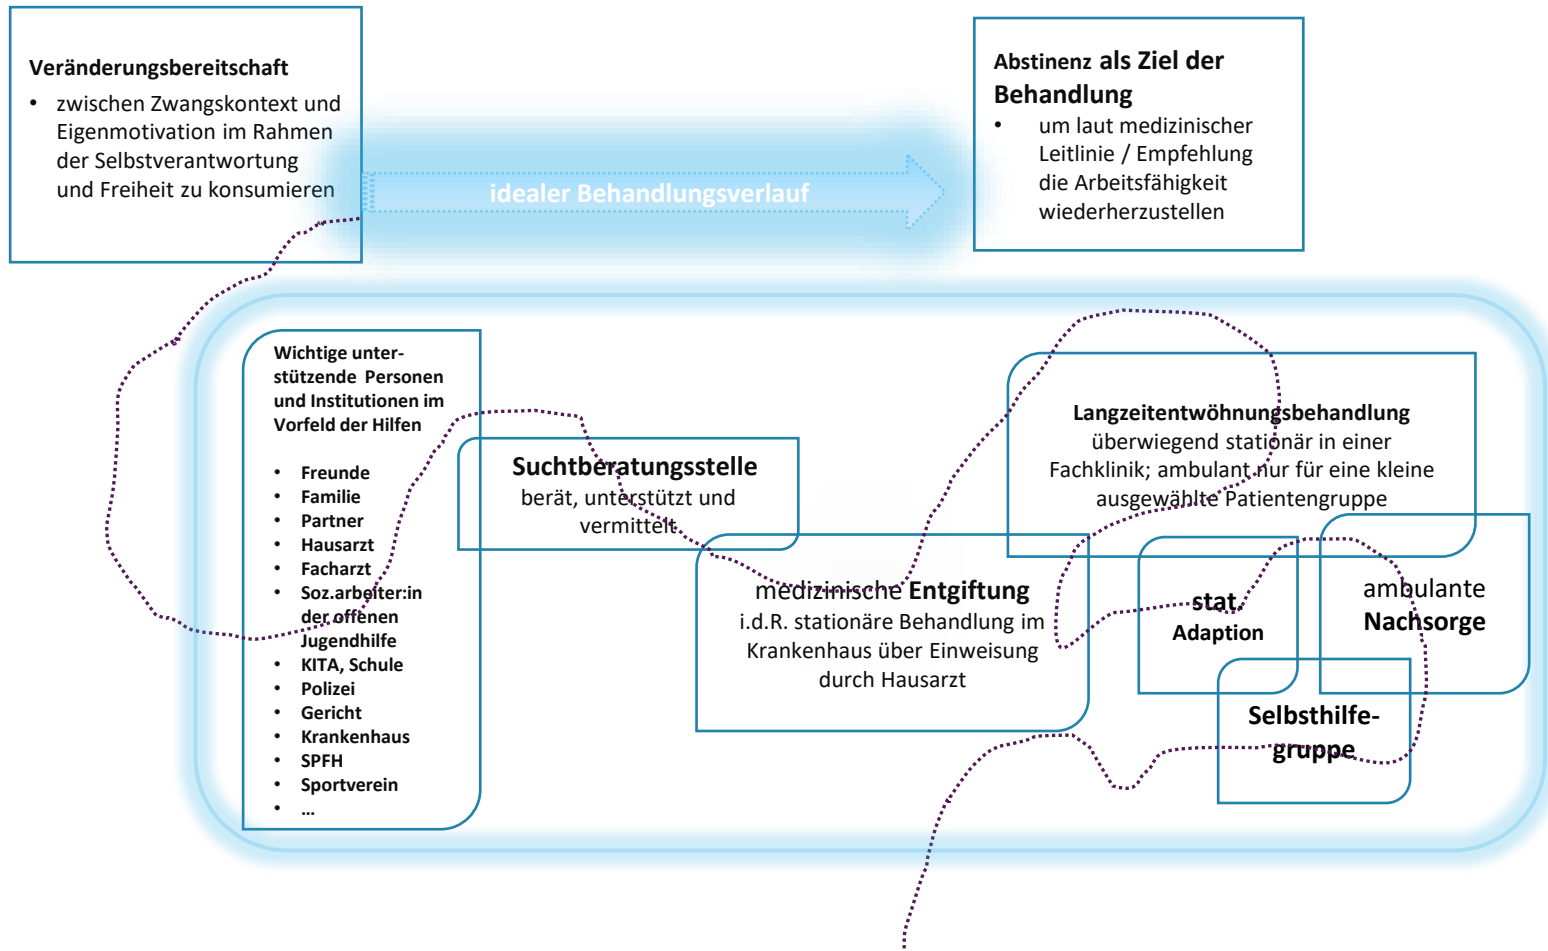 Veränderungsbereitschaft
• zwischen Zwangskontext und
Eigenmotivation im Rahmen
der Selbstverantwortung
und Freiheit zu konsumieren
idealer Behandlungsverlauf
Abstinenz als Ziel der
Behandlung
• um laut medizinischer
Leitlinie / Empfehlung
die Arbeitsfähigkeit
wiederherzustellen
Wichtige unter-
stützende Personen
und Institutionen im
Vorfeld der Hilfen
• Freunde
• Familie
• Partner
• Hausarzt
• Facharzt
• Soz.arbeiter:in
der offenen
Jugendhilfe
• KITA, Schule
• Polizei
• Gericht
• Krankenhaus
• SPFH
• Sportverein
• ...
Suchtberatungsstelle
berät, unterstützt und
vermittelt
medizinische Entgiftung
i.d.R. stationäre Behandlung im
Krankenhaus über Einweisung
durch Hausarzt
Langzeitentwöhnungsbehandlung
überwiegend stationär in einer
Fachklinik; ambulant nur für eine kleine
ausgewählte Patientengruppe
stat.
Adaption
ambulante
Nachsorge
Selbsthilfe-
gruppe